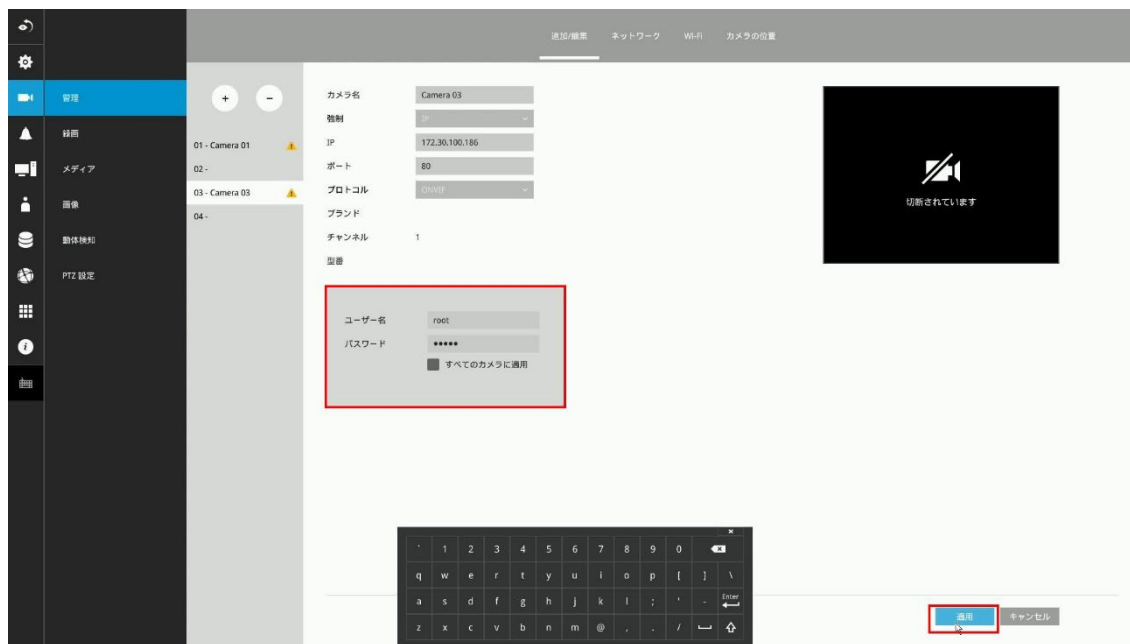 追加/編集 ネットワーク Wi-Fi カメラの位置
管理
録画
メディア
画像
動体検知
PTZ 設定
+ -
01 - Camera 01
02 -
03 - Camera 03
04 -
カメラ名 Camera 03
強制 IP
IP 172.30.100.186
ポート 80
プロトコル ONVIF
ブランド
チャンネル 1
型番
切断されています
ユーザー名 root
パスワード •••••
すべてのカメラに適用
` 1 2 3 4 5 6 7 8 9 0
q w e r t y u i o p [ ] \
a s d f g h j k l ; ' - Enter
z x c v b n m @ , . /
適用 キャンセル